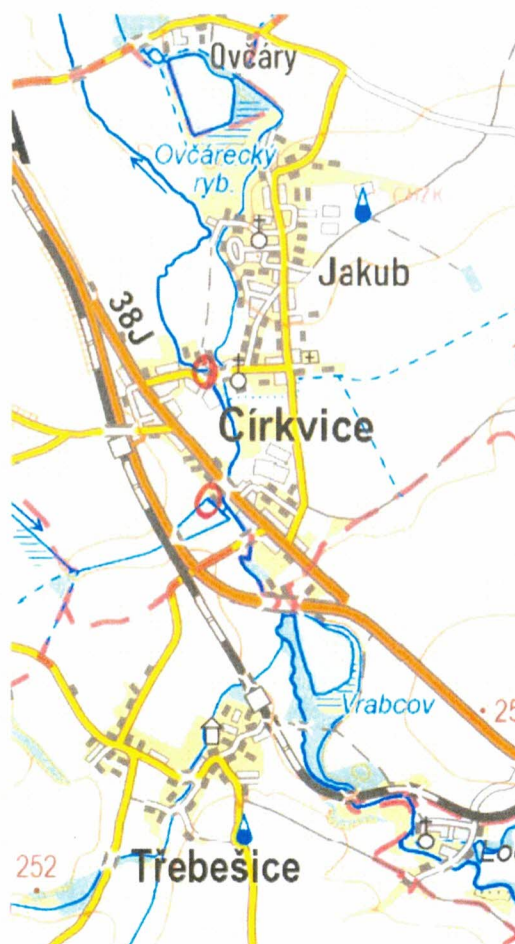 Ovčáry
A
Ovčárecký
ryb.
Jakub
38J
Církvice
Vrabcov
Třebešice
252